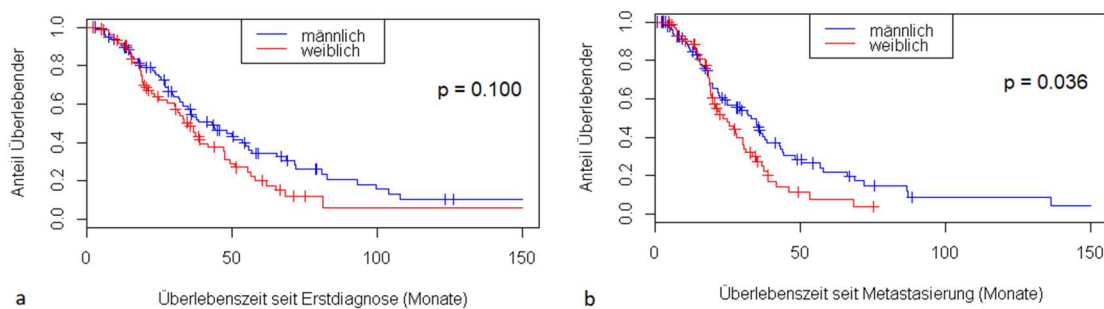 Anteil Überlebender
1.0
0.8
0.6
0.4
0.2
0.0
männlich
weiblich
p = 0.100
0
50
100
150
a
Überlebenszeit seit Erstdiagnose (Monate)
Anteil Überlebender
1.0
0.8
0.6
0.4
0.2
0.0
männlich
weiblich
p = 0.036
0
50
100
150
b
Überlebenszeit seit Metastasierung (Monate)